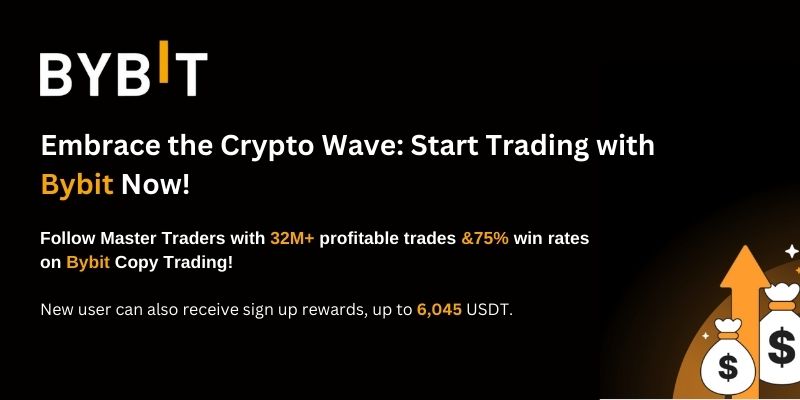 BYBIT
Embrace the Crypto Wave: Start Trading with
Bybit Now!
Follow Master Traders with 32M+ profitable trades &75% win rates
on Bybit Copy Trading!
New user can also receive sign up rewards, up to 6,045 USDT.
$
$